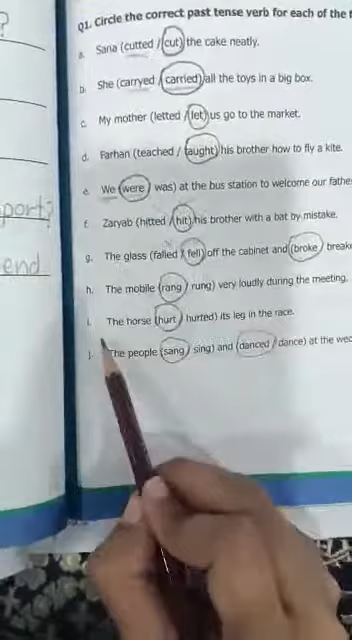 ?
port?
end
Q1. Circle the correct past tense verb for each of the
a. Sana (cutted / cut) the cake neatly.
b. She (carryed / carried) all the toys in a big box.
c. My mother (letted / let) us go to the market.
d. Farhan (teached / taught) his brother how to fly a kite.
e. We (were / was) at the bus station to welcome our
f. Zaryab (hitted / hit) his brother with a bat by mistake.
g. The glass (falled / fell) off the cabinet and (broke /
h. The mobile (rang / rung) very loudly during the meeting.
i. The horse (hurt / hurted) its leg in the race.
j. The people (sang / sing) and (danced / dance) at the